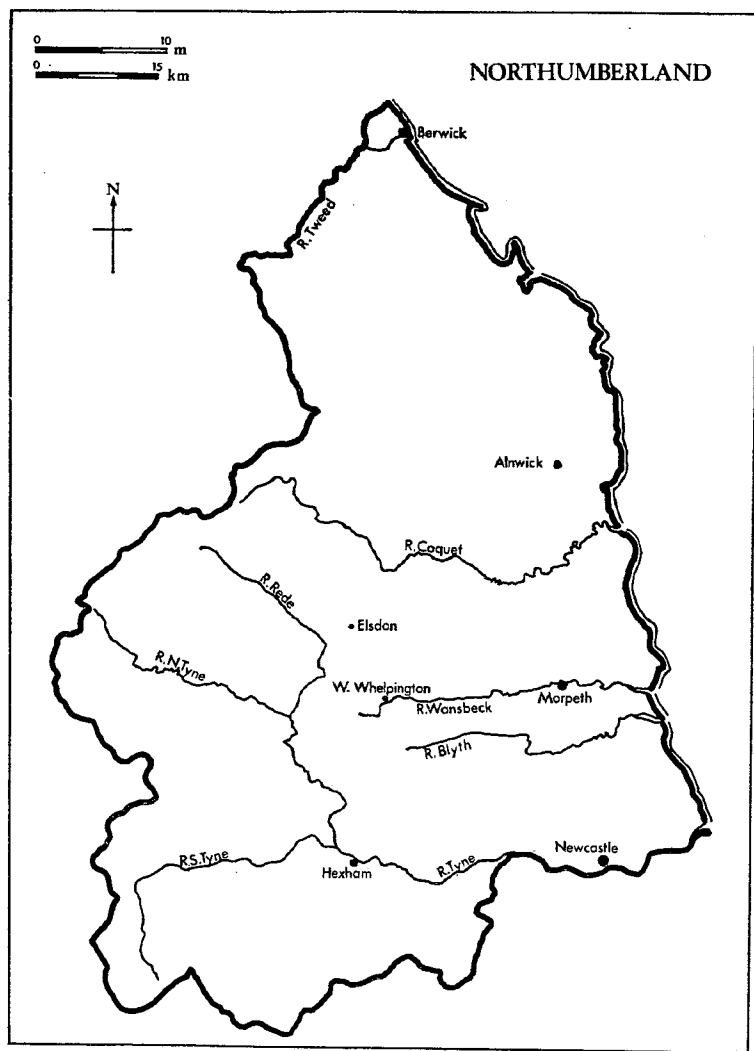 0 10 m
0 15 km
NORTHUMBERLAND
Berwick
N
R.Tweed
Alnwick
R.Coquet
R.Rede
Elsdon
R.N.Tyne
W. Whelpington
R.Wansbeck
Morpeth
R.Blyth
R.S.Tyne
Hexham
R.Tyne
Newcastle